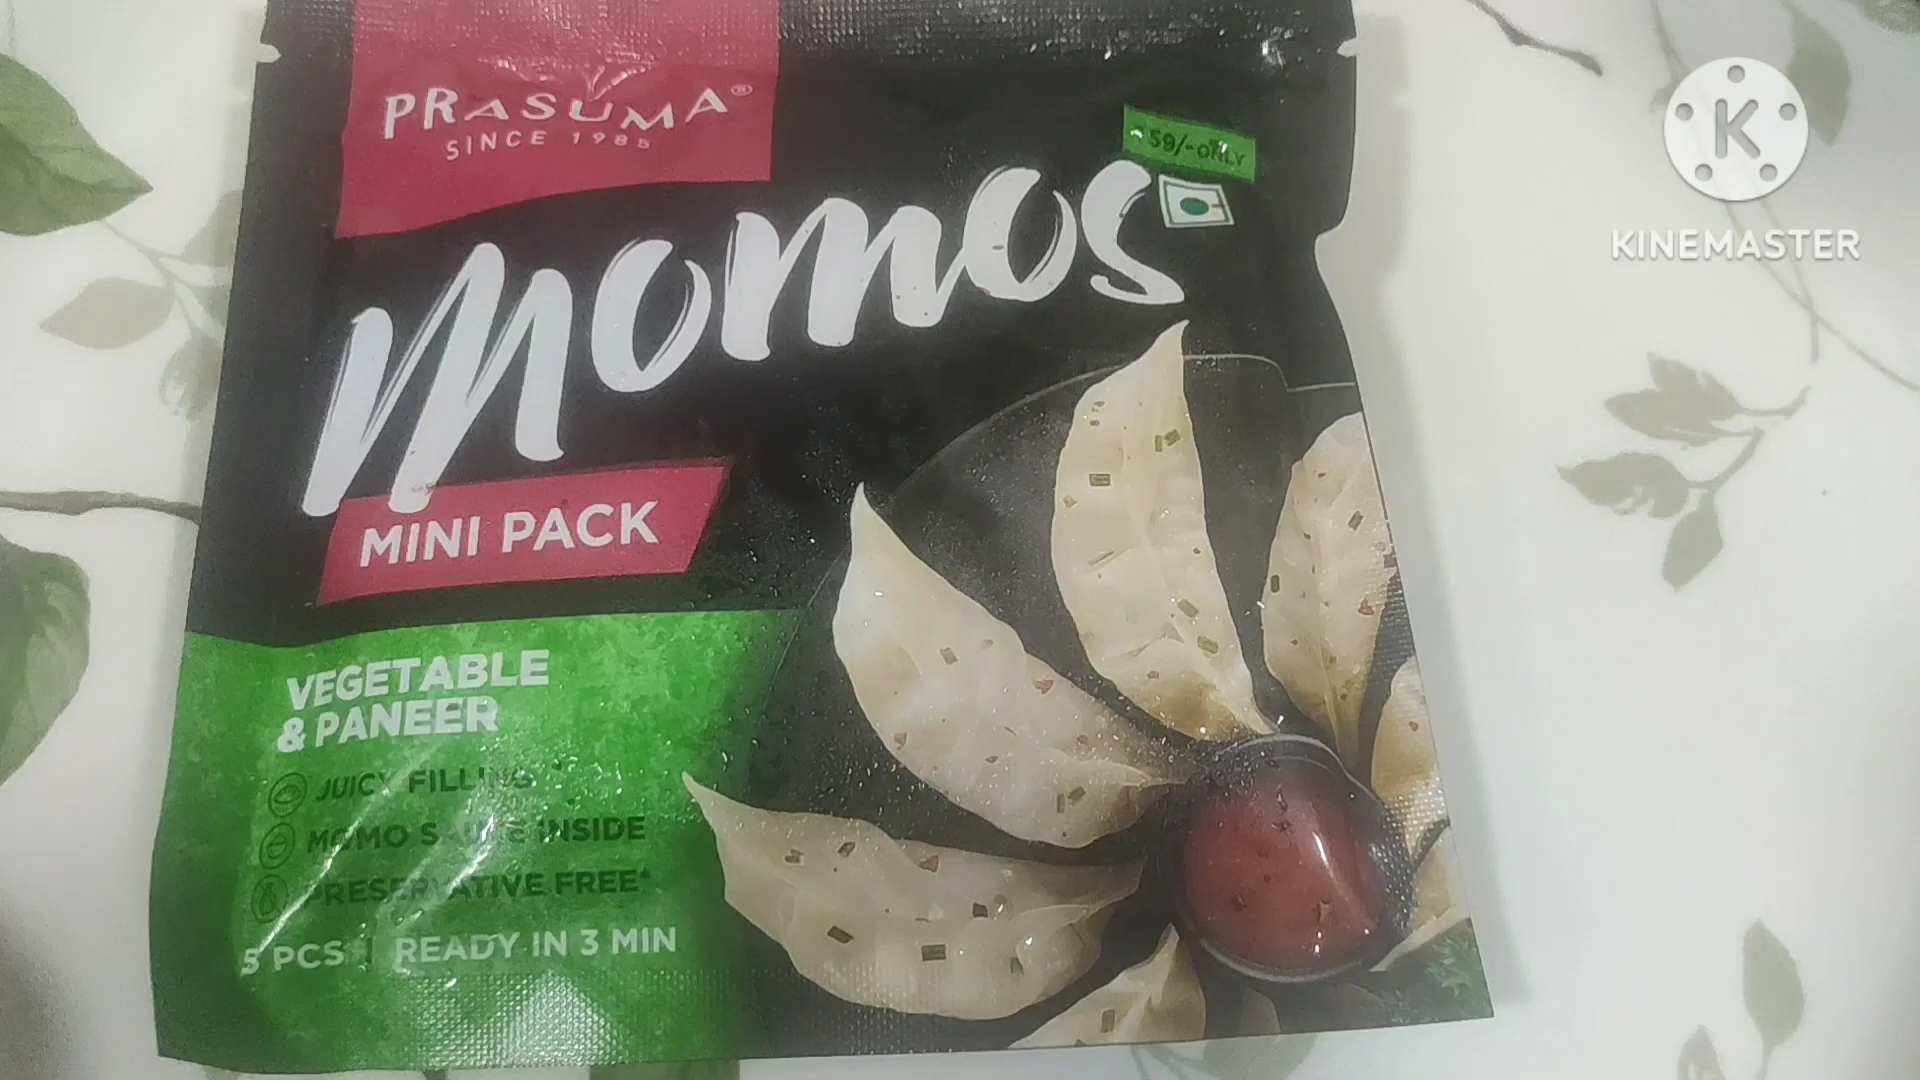 PRASUMA®
SINCE 1985
₹59/- ONLY
momos
MINI PACK
VEGETABLE
& PANEER
JUICY FILLING
MOMO SAUCE INSIDE
PRESERVATIVE FREE*
5 PCS | READY IN 3 MIN
K
KINEMASTER